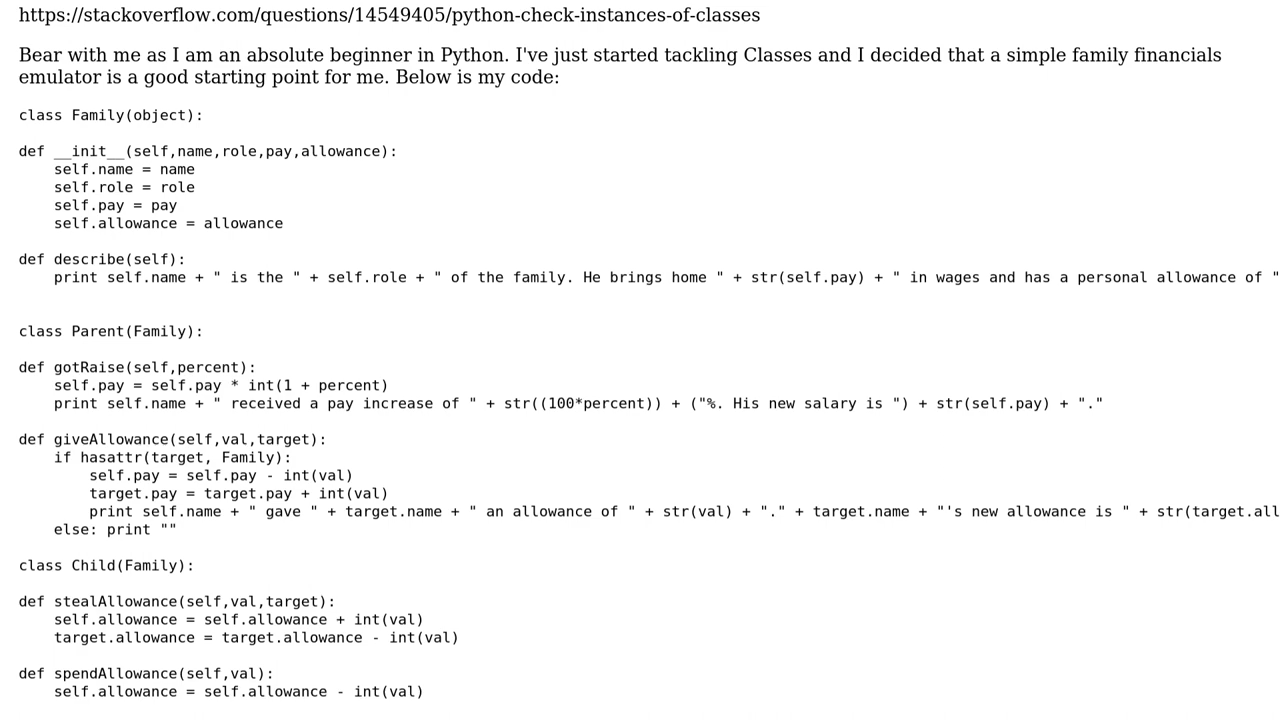 https://stackoverflow.com/questions/14549405/python-check-instances-of-classes
Bear with me as I am an absolute beginner in Python. I've just started tackling Classes and I decided that a simple family financials
emulator is a good starting point for me. Below is my code:
class Family(object):
def __init__(self,name,role,pay,allowance):
    self.name = name
    self.role = role
    self.pay = pay
    self.allowance = allowance
def describe(self):
    print self.name + " is the " + self.role + " of the family. He brings home " + str(self.pay) + " in wages and has a personal allowance of "
class Parent(Family):
def gotRaise(self,percent):
    self.pay = self.pay * int(1 + percent)
    print self.name + " received a pay increase of " + str((100*percent)) + ("%. His new salary is ") + str(self.pay) + "."
def giveAllowance(self,val,target):
    if hasattr(target, Family):
        self.pay = self.pay - int(val)
        target.pay = target.pay + int(val)
        print self.name + " gave " + target.name + " an allowance of " + str(val) + "." + target.name + "'s new allowance is " + str(target.all
    else: print ""
class Child(Family):
def stealAllowance(self,val,target):
    self.allowance = self.allowance + int(val)
    target.allowance = target.allowance - int(val)
def spendAllowance(self,val):
    self.allowance = self.allowance - int(val)